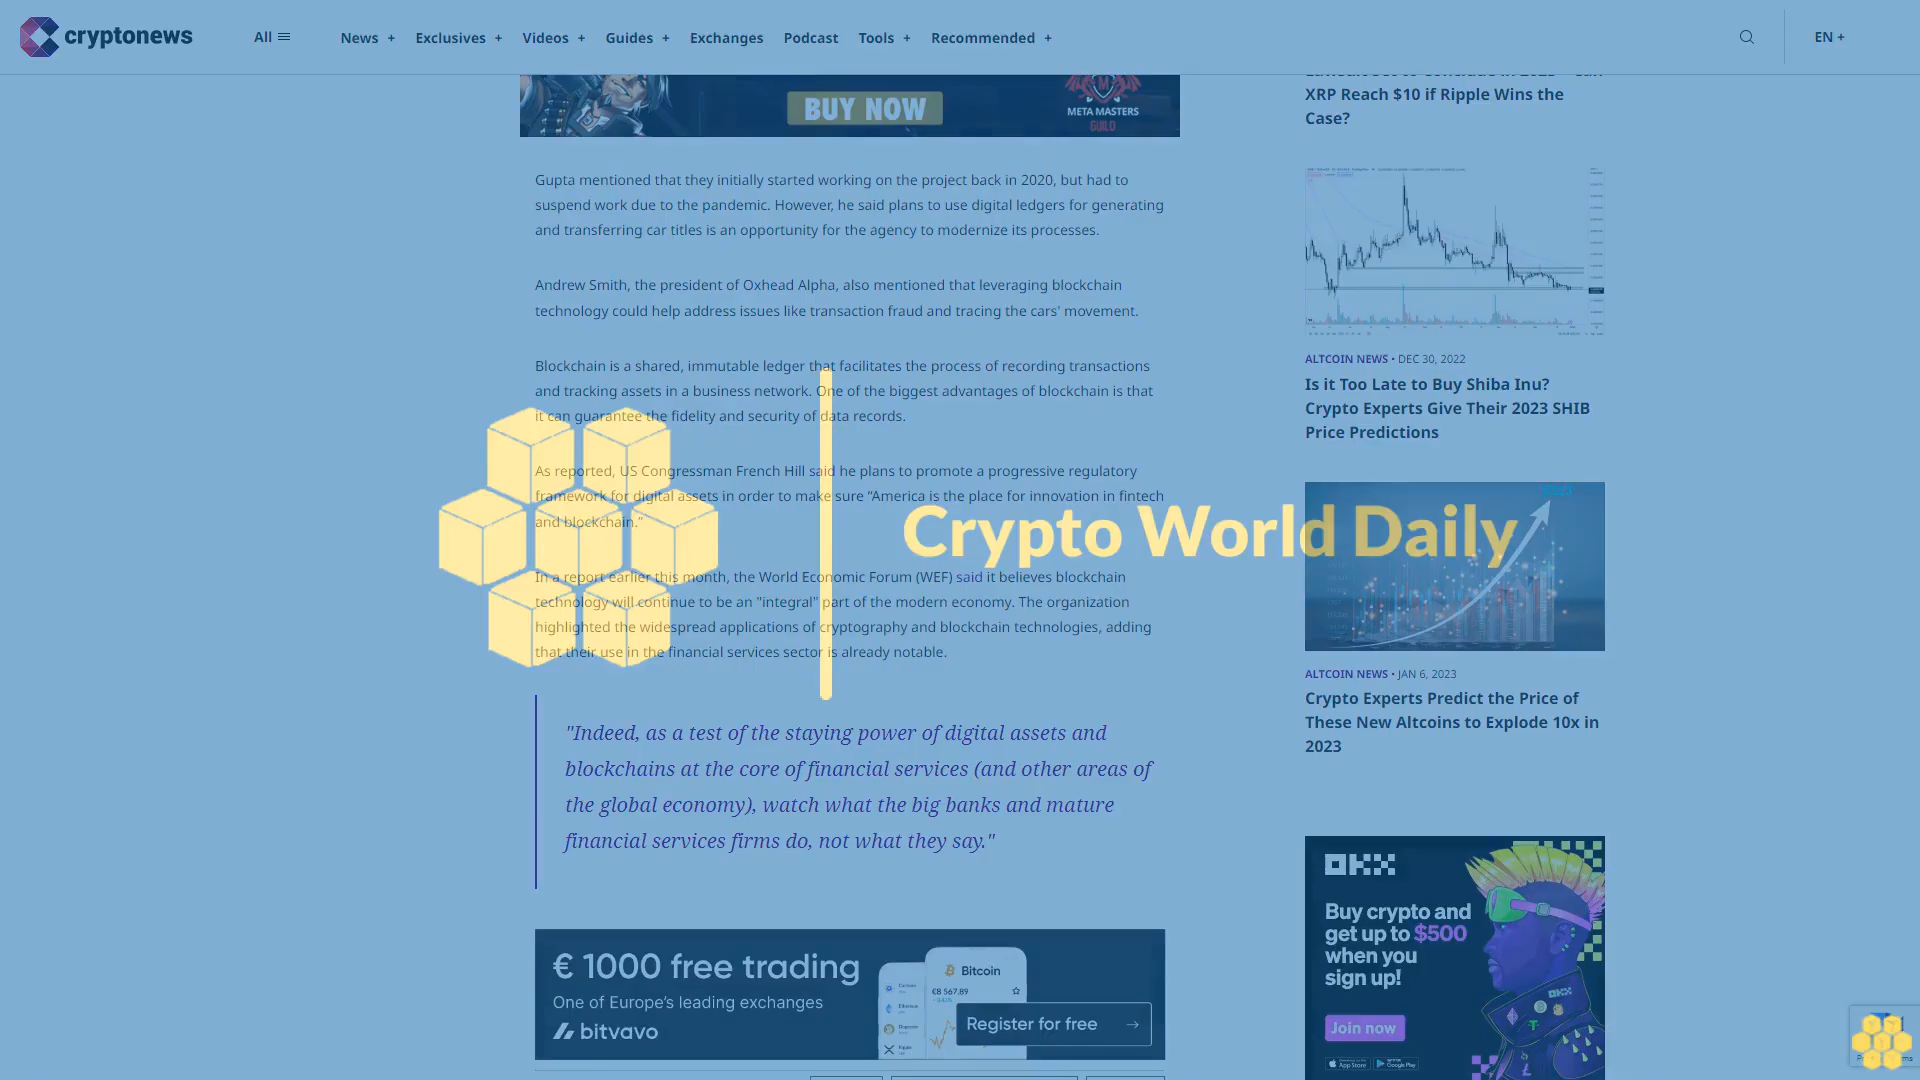 cryptonews
All
News + Exclusives + Videos + Guides + Exchanges Podcast Tools + Recommended +
EN +
BUY NOW
META MASTERS
GUILD
Gupta mentioned that they initially started working on the project back in 2020, but had to
suspend work due to the pandemic. However, he said plans to use digital ledgers for generating
and transferring car titles is an opportunity for the agency to modernize its processes.
Andrew Smith, the president of Oxhead Alpha, also mentioned that leveraging blockchain
technology could help address issues like transaction fraud and tracing the cars' movement.
Blockchain is a shared, immutable ledger that facilitates the process of recording transactions
and tracking assets in a business network. One of the biggest advantages of blockchain is that
it can guarantee the fidelity and security of data records.
As reported, US Congressman French Hill said he plans to promote a progressive regulatory
framework for digital assets in order to make sure “America is the place for innovation in fintech
and blockchain.”
In a report earlier this month, the World Economic Forum (WEF) said it believes blockchain
technology will continue to be an "integral" part of the modern economy. The organization
highlighted the widespread applications of cryptography and blockchain technologies, adding
that their use in the financial services sector is already notable.
"Indeed, as a test of the staying power of digital assets and
blockchains at the core of financial services (and other areas of
the global economy), watch what the big banks and mature
financial services firms do, not what they say."
€ 1000 free trading
One of Europe's leading exchanges
bitvavo
Bitcoin
€8 567.89
Register for free →
Crypto World Daily
XRP Reach $10 if Ripple Wins the
Case?
ALTCOIN NEWS • DEC 30, 2022
Is it Too Late to Buy Shiba Inu?
Crypto Experts Give Their 2023 SHIB
Price Predictions
2023
ALTCOIN NEWS • JAN 6, 2023
Crypto Experts Predict the Price of
These New Altcoins to Explode 10x in
2023
OKX
Buy crypto and
get up to $500
when you
sign up!
Join now
App Store
Google Play